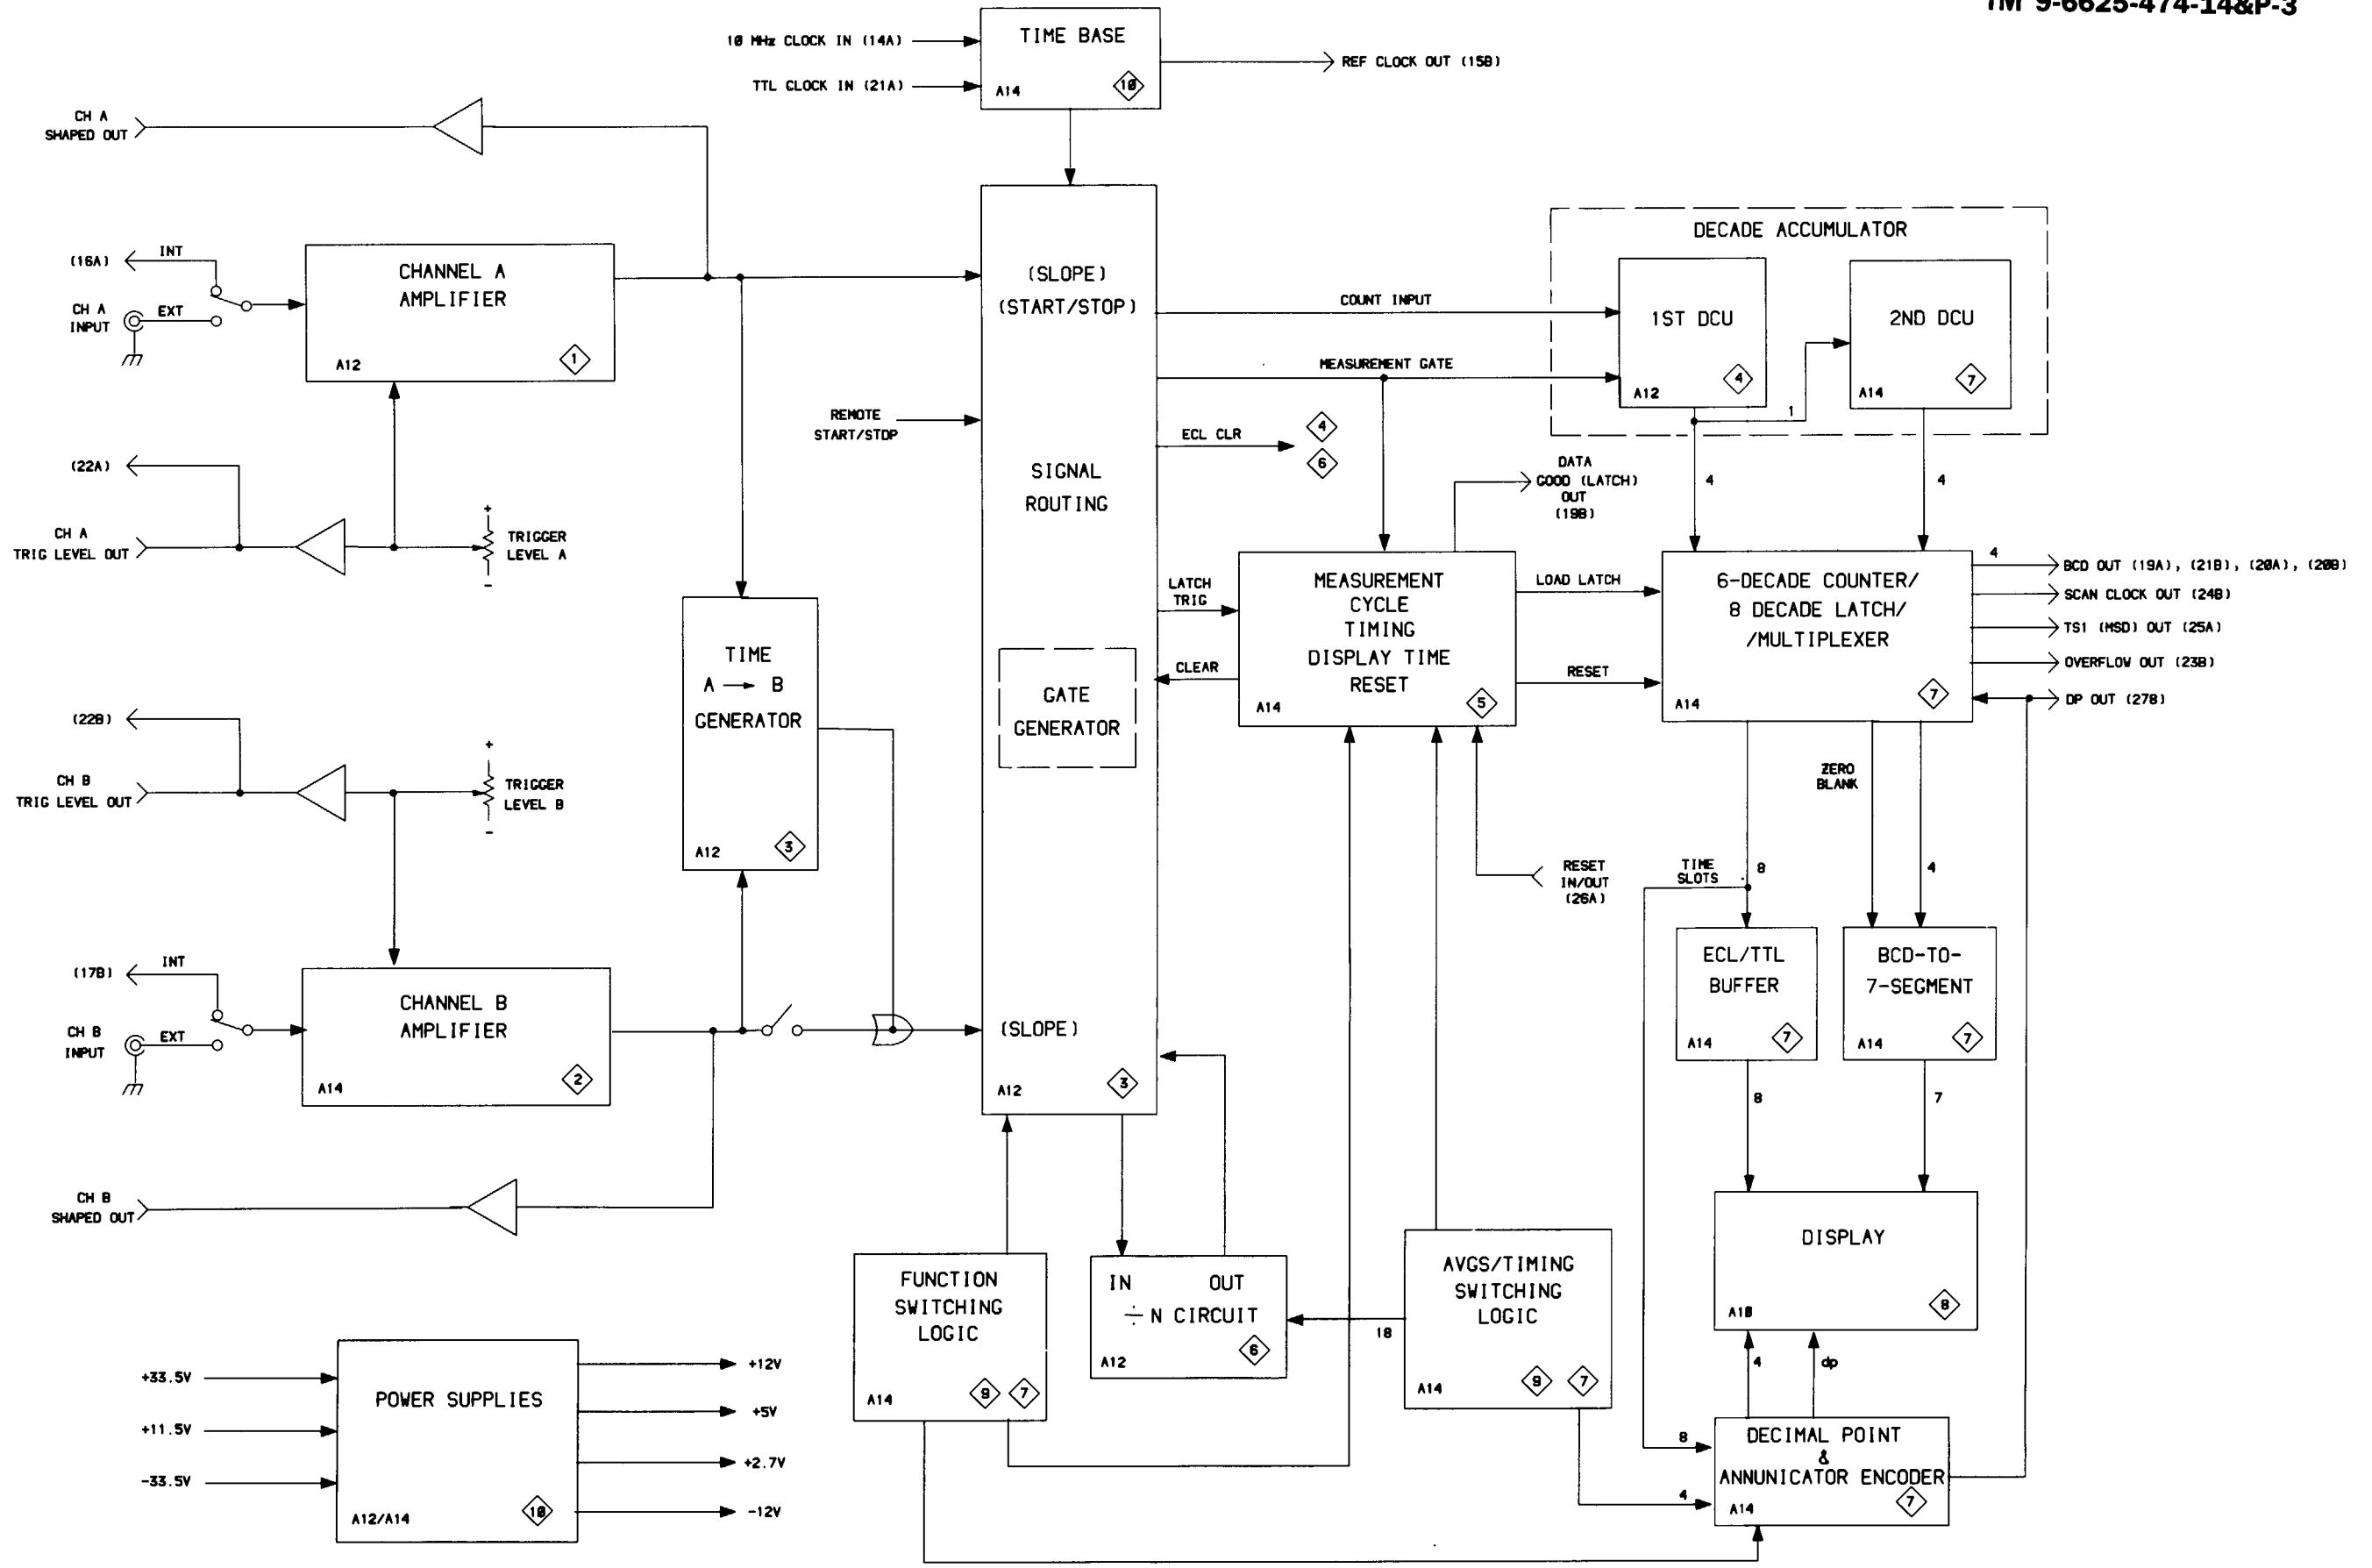 TM 9-6625-474-14&P-3
10 MHz CLOCK IN (14A)
TTL CLOCK IN (21A)
TIME BASE
A14
10
REF CLOCK OUT (15B)
CH A
SHAPED OUT
(16A)
INT
CH A
INPUT
EXT
CHANNEL A
AMPLIFIER
A12
1
(22A)
CH A
TRIG LEVEL OUT
+
TRIGGER
LEVEL A
-
TIME
A → B
GENERATOR
A12
3
(22B)
CH B
TRIG LEVEL OUT
+
TRIGGER
LEVEL B
-
(17B)
INT
CH B
INPUT
EXT
CHANNEL B
AMPLIFIER
A14
2
CH B
SHAPED OUT
REMOTE
START/STOP
(SLOPE)
(START/STOP)
SIGNAL
ROUTING
GATE
GENERATOR
(SLOPE)
A12
3
COUNT INPUT
MEASUREMENT GATE
ECL CLR
4
6
LATCH
TRIG
CLEAR
DECADE ACCUMULATOR
1ST DCU
A12
4
2ND DCU
A14
7
1
4
4
DATA
GOOD (LATCH)
OUT
(19B)
MEASUREMENT
CYCLE
TIMING
DISPLAY TIME
RESET
A14
5
LOAD LATCH
RESET
6-DECADE COUNTER/
8 DECADE LATCH/
/MULTIPLEXER
A14
7
4
BCD OUT (19A), (21B), (20A), (20B)
SCAN CLOCK OUT (24B)
TS1 (MSD) OUT (25A)
OVERFLOW OUT (23B)
DP OUT (27B)
RESET
IN/OUT
(26A)
ZERO
BLANK
TIME
SLOTS
8
4
ECL/TTL
BUFFER
A14
7
BCD-TO-
7-SEGMENT
A14
7
8
7
DISPLAY
A10
8
4
dp
DECIMAL POINT
&
ANNUNICATOR ENCODER
A14
7
8
4
FUNCTION
SWITCHING
LOGIC
A14
9
7
IN OUT
÷N CIRCUIT
A12
6
18
AVGS/TIMING
SWITCHING
LOGIC
A14
9
7
+33.5V
+11.5V
-33.5V
POWER SUPPLIES
A12/A14
10
+12V
+5V
+2.7V
-12V